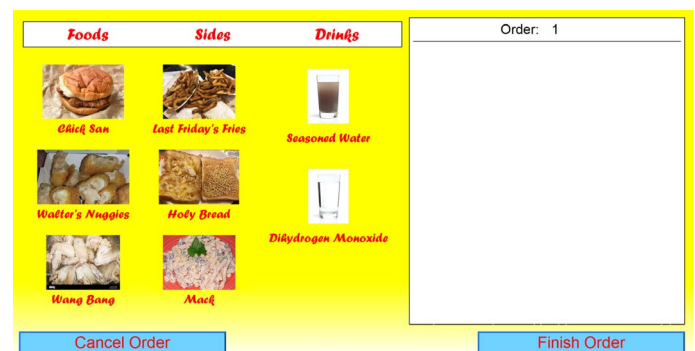 Foods Sides Drinks
Order: 1
Chick San
Last Friday's Fries
Seasoned Water
Walter's Nuggies
Holy Bread
Dihydrogen Monoxide
Wang Bang
Mack
Cancel Order
Finish Order